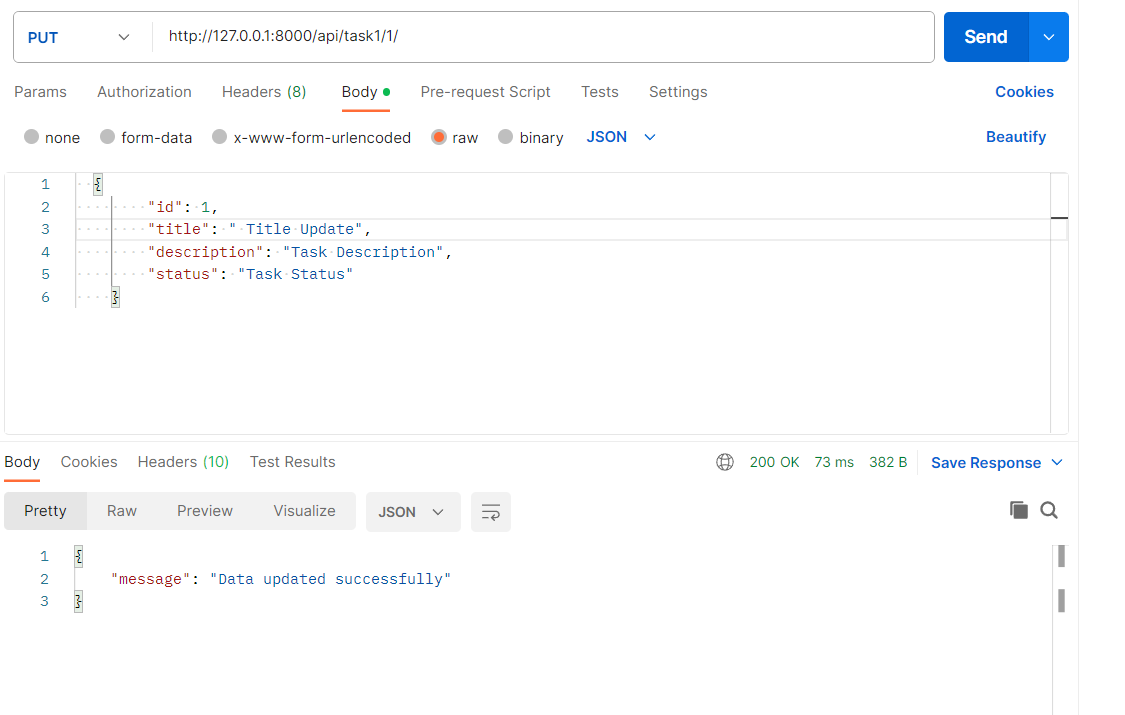 PUT http://127.0.0.1:8000/api/task1/1/ Send
Params Authorization Headers (8) Body Pre-request Script Tests Settings Cookies
none form-data x-www-form-urlencoded raw binary JSON Beautify
1 {
2 "id": 1,
3 "title": " Title Update",
4 "description": "Task Description",
5 "status": "Task Status"
6 }
Body Cookies Headers (10) Test Results 200 OK 73 ms 382 B Save Response
Pretty Raw Preview Visualize JSON
1 {
2 "message": "Data updated successfully"
3 }